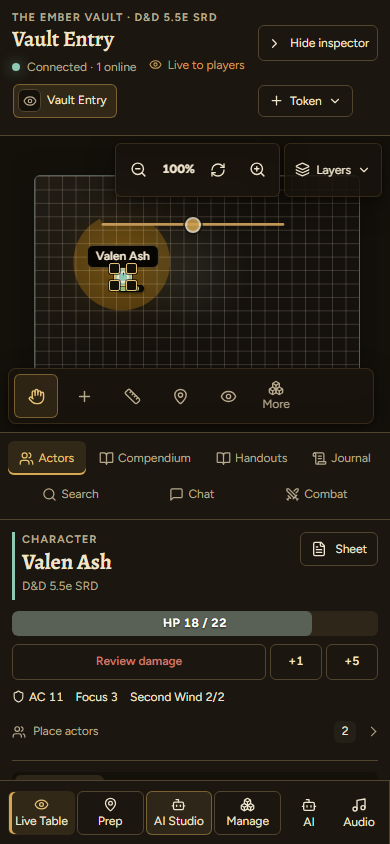 THE EMBER VAULT · D&D 5.5E SRD
Vault Entry
Hide inspector
Connected · 1 online
Live to players
Vault Entry
Token
100%
Layers
Valen Ash
More
Actors
Compendium
Handouts
Journal
Search
Chat
Combat
CHARACTER
Valen Ash
Sheet
D&D 5.5e SRD
HP 18 / 22
Review damage
+1
+5
AC 11 Focus 3 Second Wind 2/2
Place actors
2
Live Table
Prep
AI Studio
Manage
AI
Audio